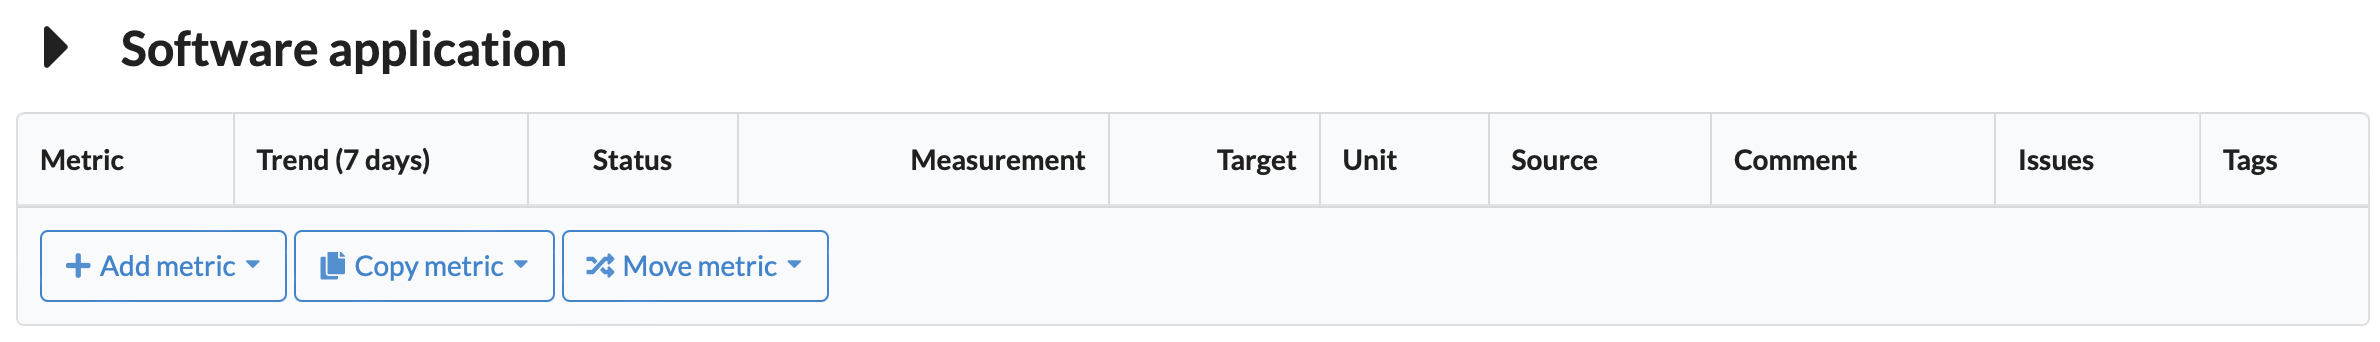 Software application
Metric Trend (7 days) Status Measurement Target Unit Source Comment Issues Tags
Add metric Copy metric Move metric